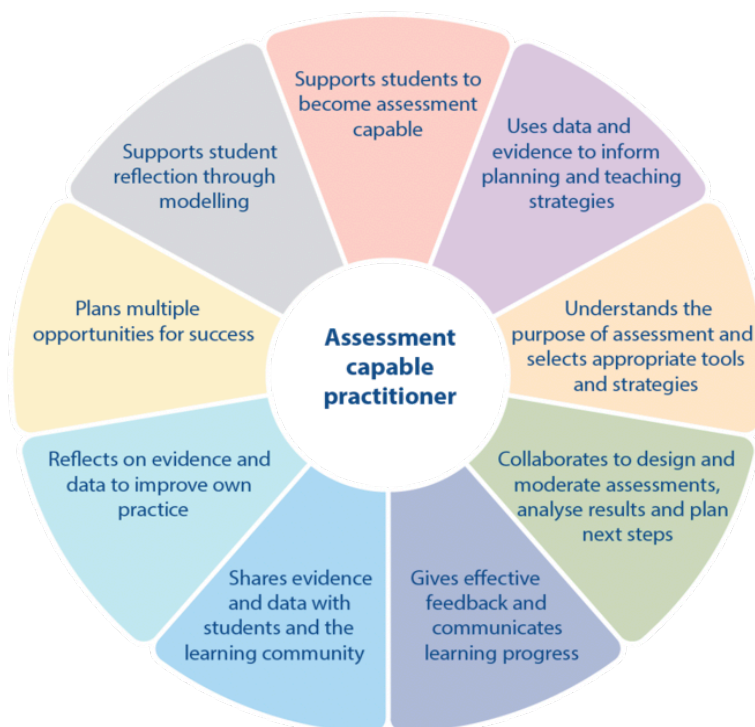 Supports students to
become assessment
capable
Uses data and
evidence to inform
planning and teaching
strategies
Understands the
purpose of assessment and
selects appropriate tools
and strategies
Collaborates to design and
moderate assessments,
analyse results and plan
next steps
Gives effective
feedback and
communicates
learning progress
Shares evidence
and data with
students and the
learning community
Reflects on evidence and
data to improve own
practice
Plans multiple
opportunities for success
Supports student
reflection through
modelling
Assessment
capable
practitioner